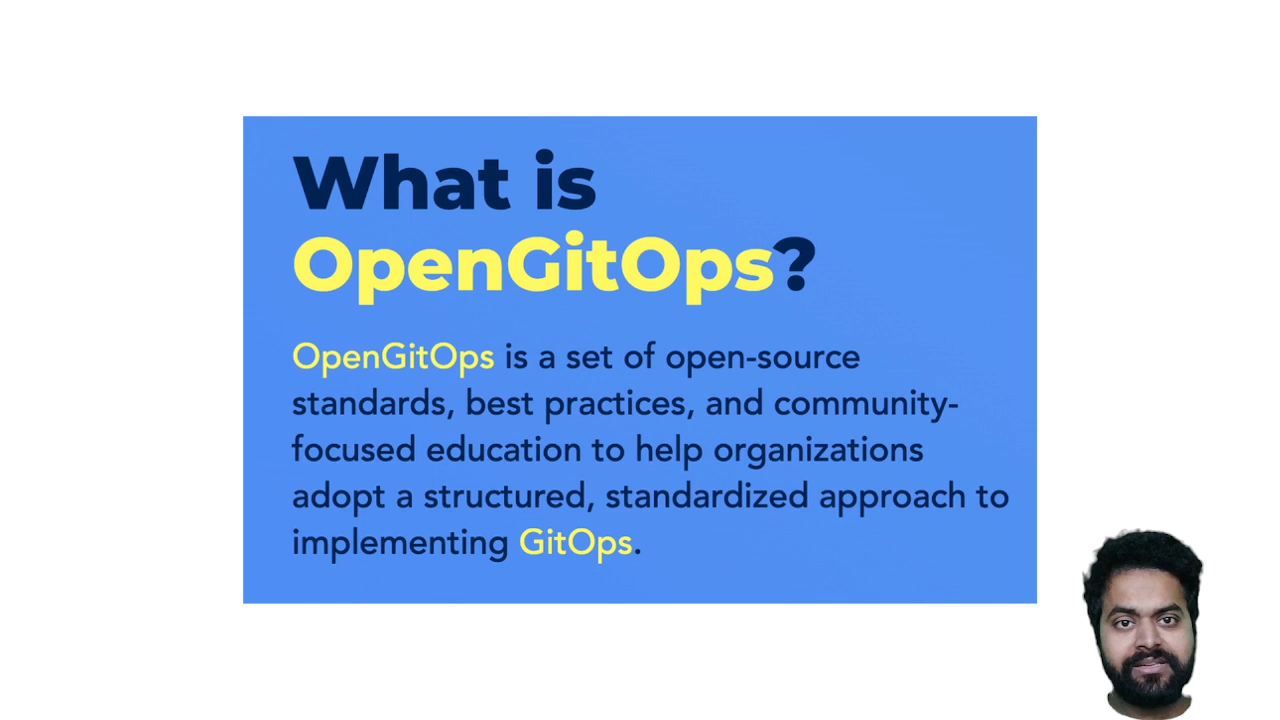 What is
OpenGitOps?
OpenGitOps is a set of open-source
standards, best practices, and community-
focused education to help organizations
adopt a structured, standardized approach to
implementing GitOps.